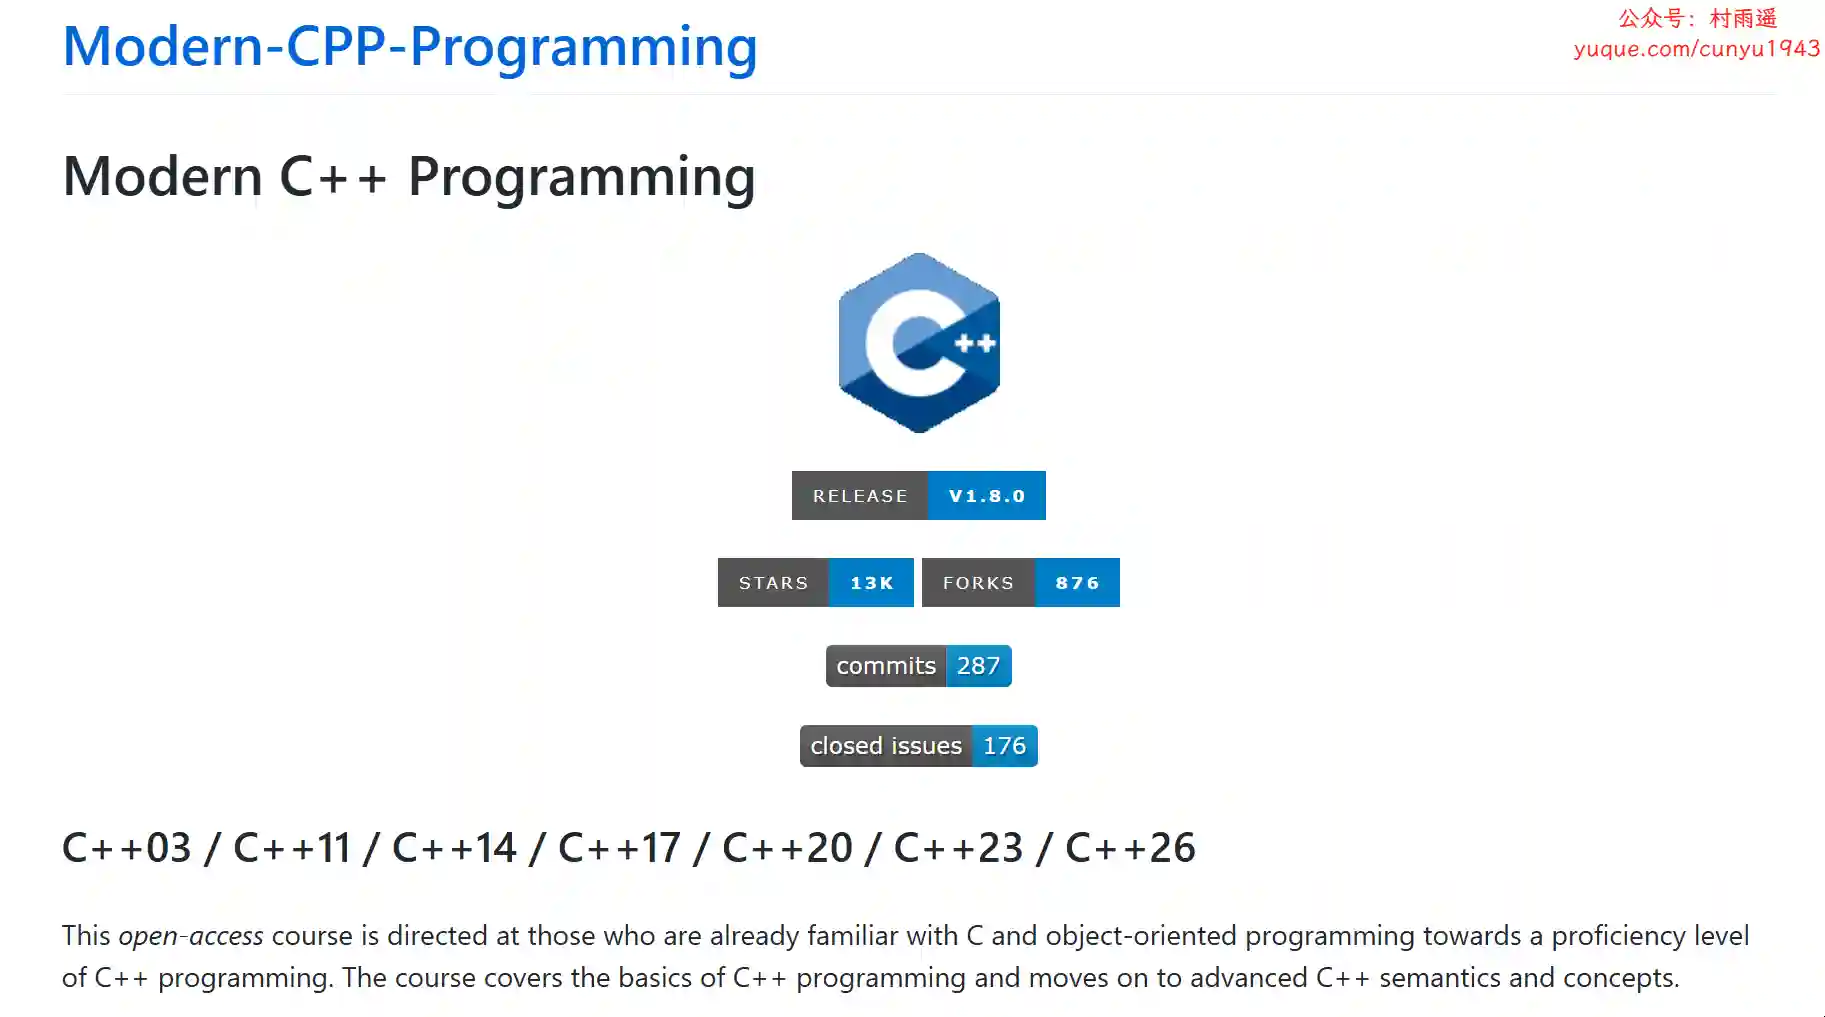 公众号：村雨遥
yuque.com/cunyu1943
Modern-CPP-Programming
Modern C++ Programming
C++
RELEASE V1.8.0
STARS 13K FORKS 876
commits 287
closed issues 176
C++03 / C++11 / C++14 / C++17 / C++20 / C++23 / C++26
This open-access course is directed at those who are already familiar with C and object-oriented programming towards a proficiency level
of C++ programming. The course covers the basics of C++ programming and moves on to advanced C++ semantics and concepts.